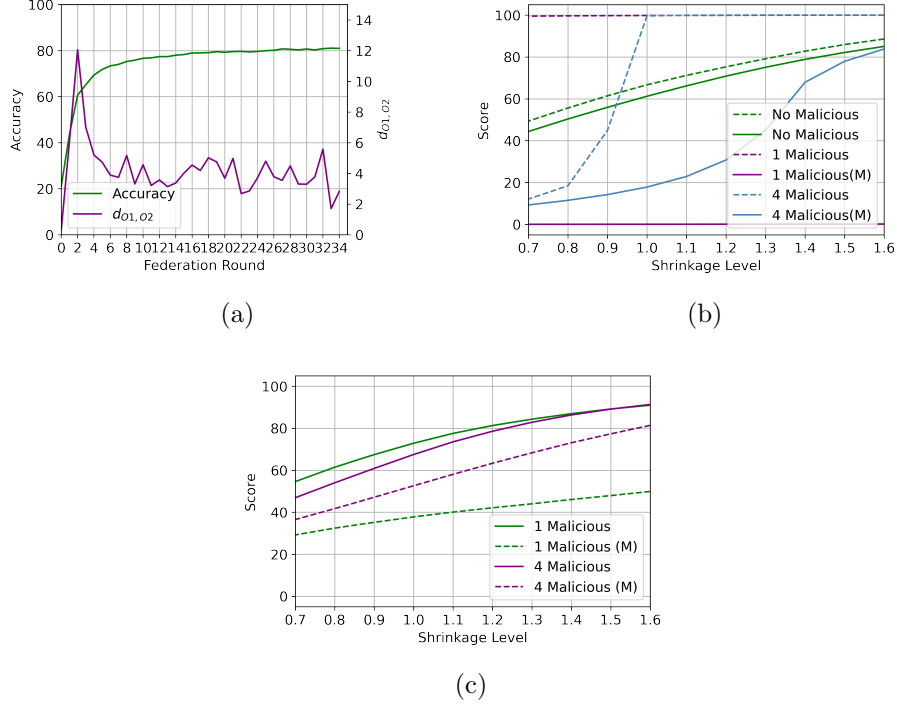 100
80
60
40
20
0
Accuracy
14
12
10
8
6
4
2
0
d_{O1,O2}
Accuracy
d_{O1,O2}
0 2 4 6 8 10 12 14 16 18 20 22 24 26 28 30 32 34
Federation Round
(a)
100
80
60
40
20
0
Score
No Malicious
No Malicious
1 Malicious
1 Malicious(M)
4 Malicious
4 Malicious(M)
0.7 0.8 0.9 1.0 1.1 1.2 1.3 1.4 1.5 1.6
Shrinkage Level
(b)
100
80
60
40
20
0
Score
1 Malicious
1 Malicious (M)
4 Malicious
4 Malicious (M)
0.7 0.8 0.9 1.0 1.1 1.2 1.3 1.4 1.5 1.6
Shrinkage Level
(c)